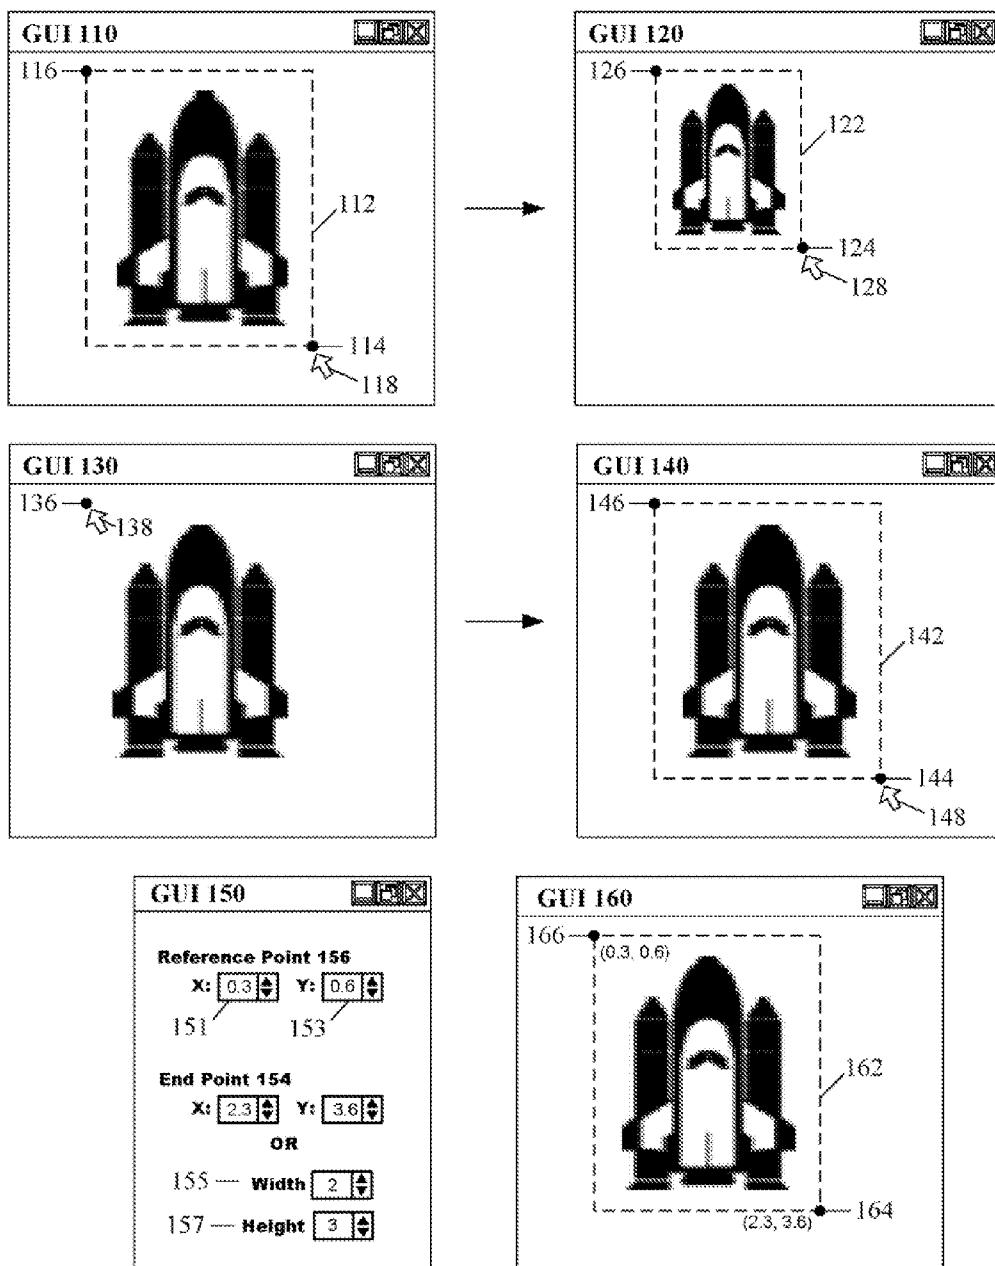 GUI 110
116
112
114
118
GUI 120
126
122
124
128
GUI 130
136
138
GUI 140
146
142
144
148
GUI 150
Reference Point 156
X: 0.3 Y: 0.6
151 153
End Point 154
X: 2.3 Y: 3.6
OR
155 Width 2
157 Height 3
GUI 160
166
(0.3, 0.6)
162
164
(2.3, 3.6)